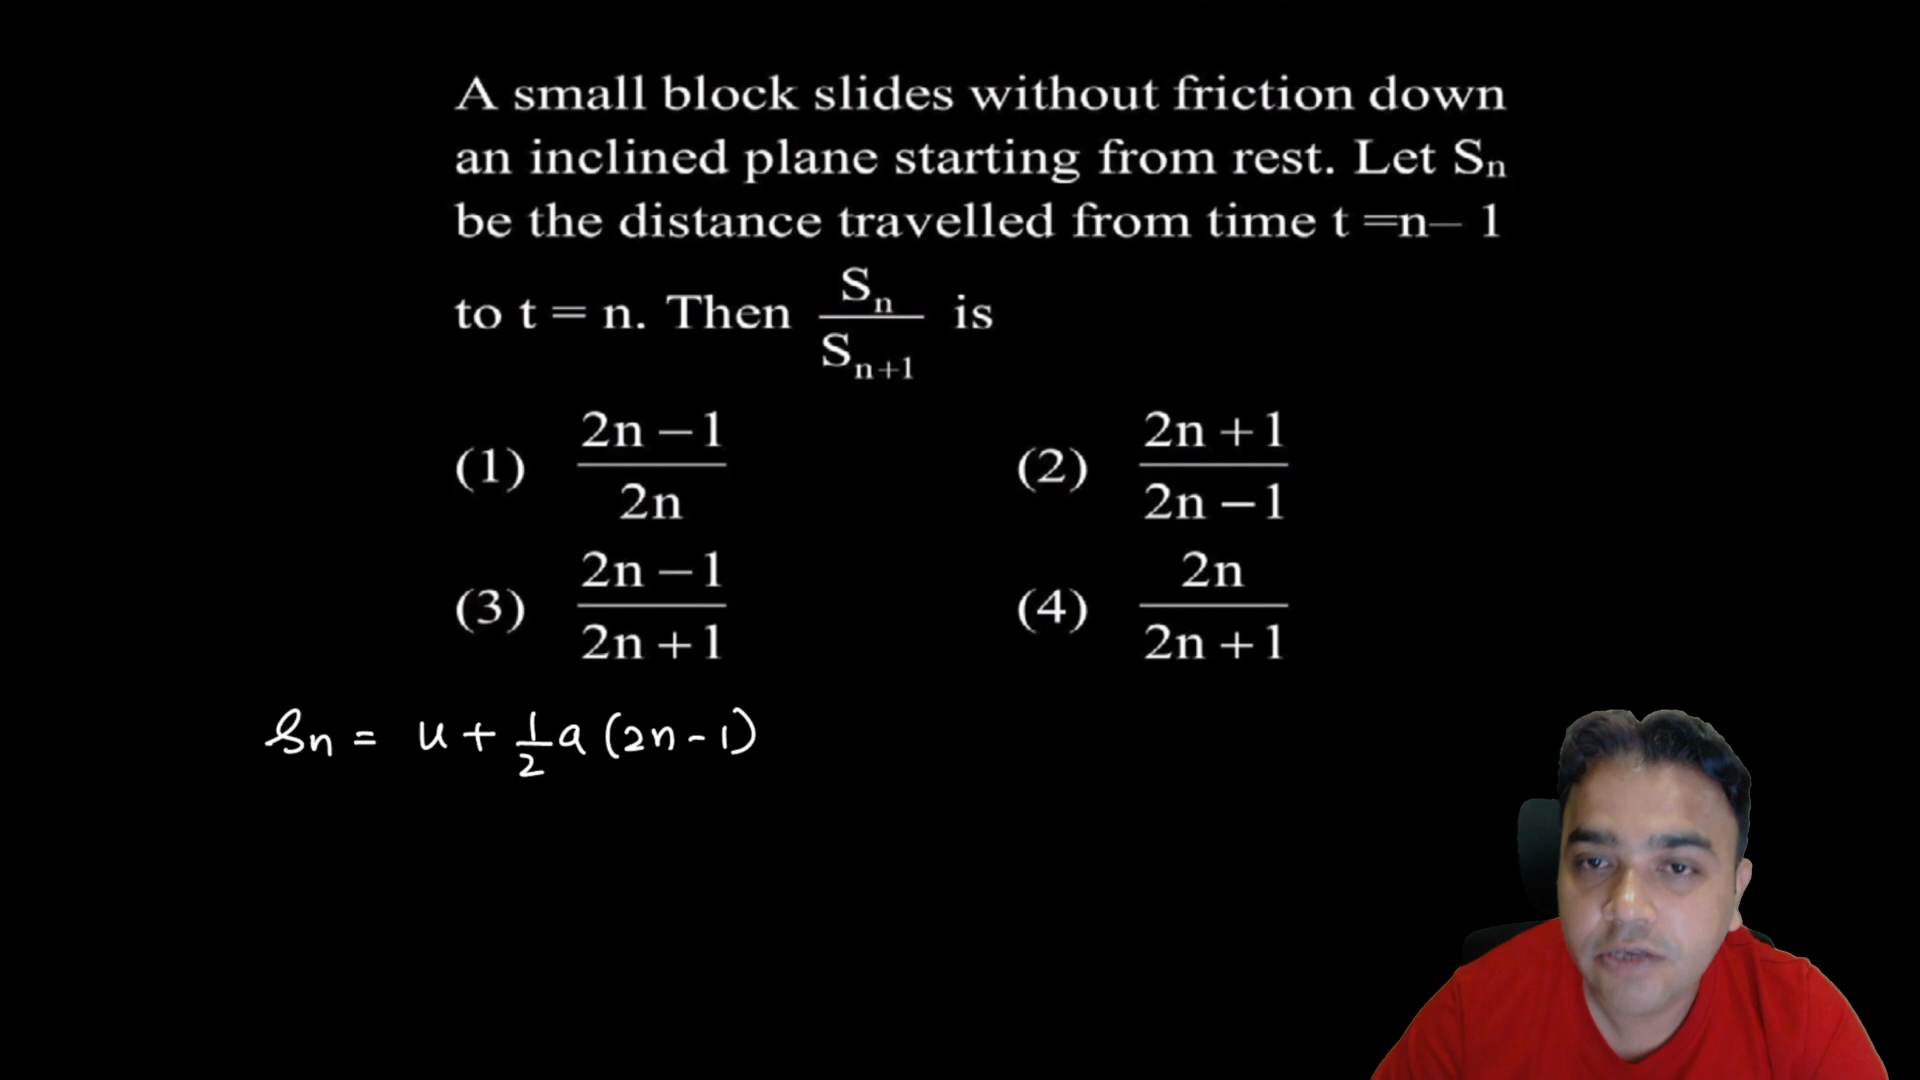 A small block slides without friction down
an inclined plane starting from rest. Let Sₙ
be the distance travelled from time t =n– 1
to t = n. Then Sₙ/Sₙ₊₁ is
(1) (2n – 1)/(2n) (2) (2n + 1)/(2n – 1)
(3) (2n – 1)/(2n + 1) (4) (2n)/(2n + 1)
Sn = u + 1/2 a (2n - 1)